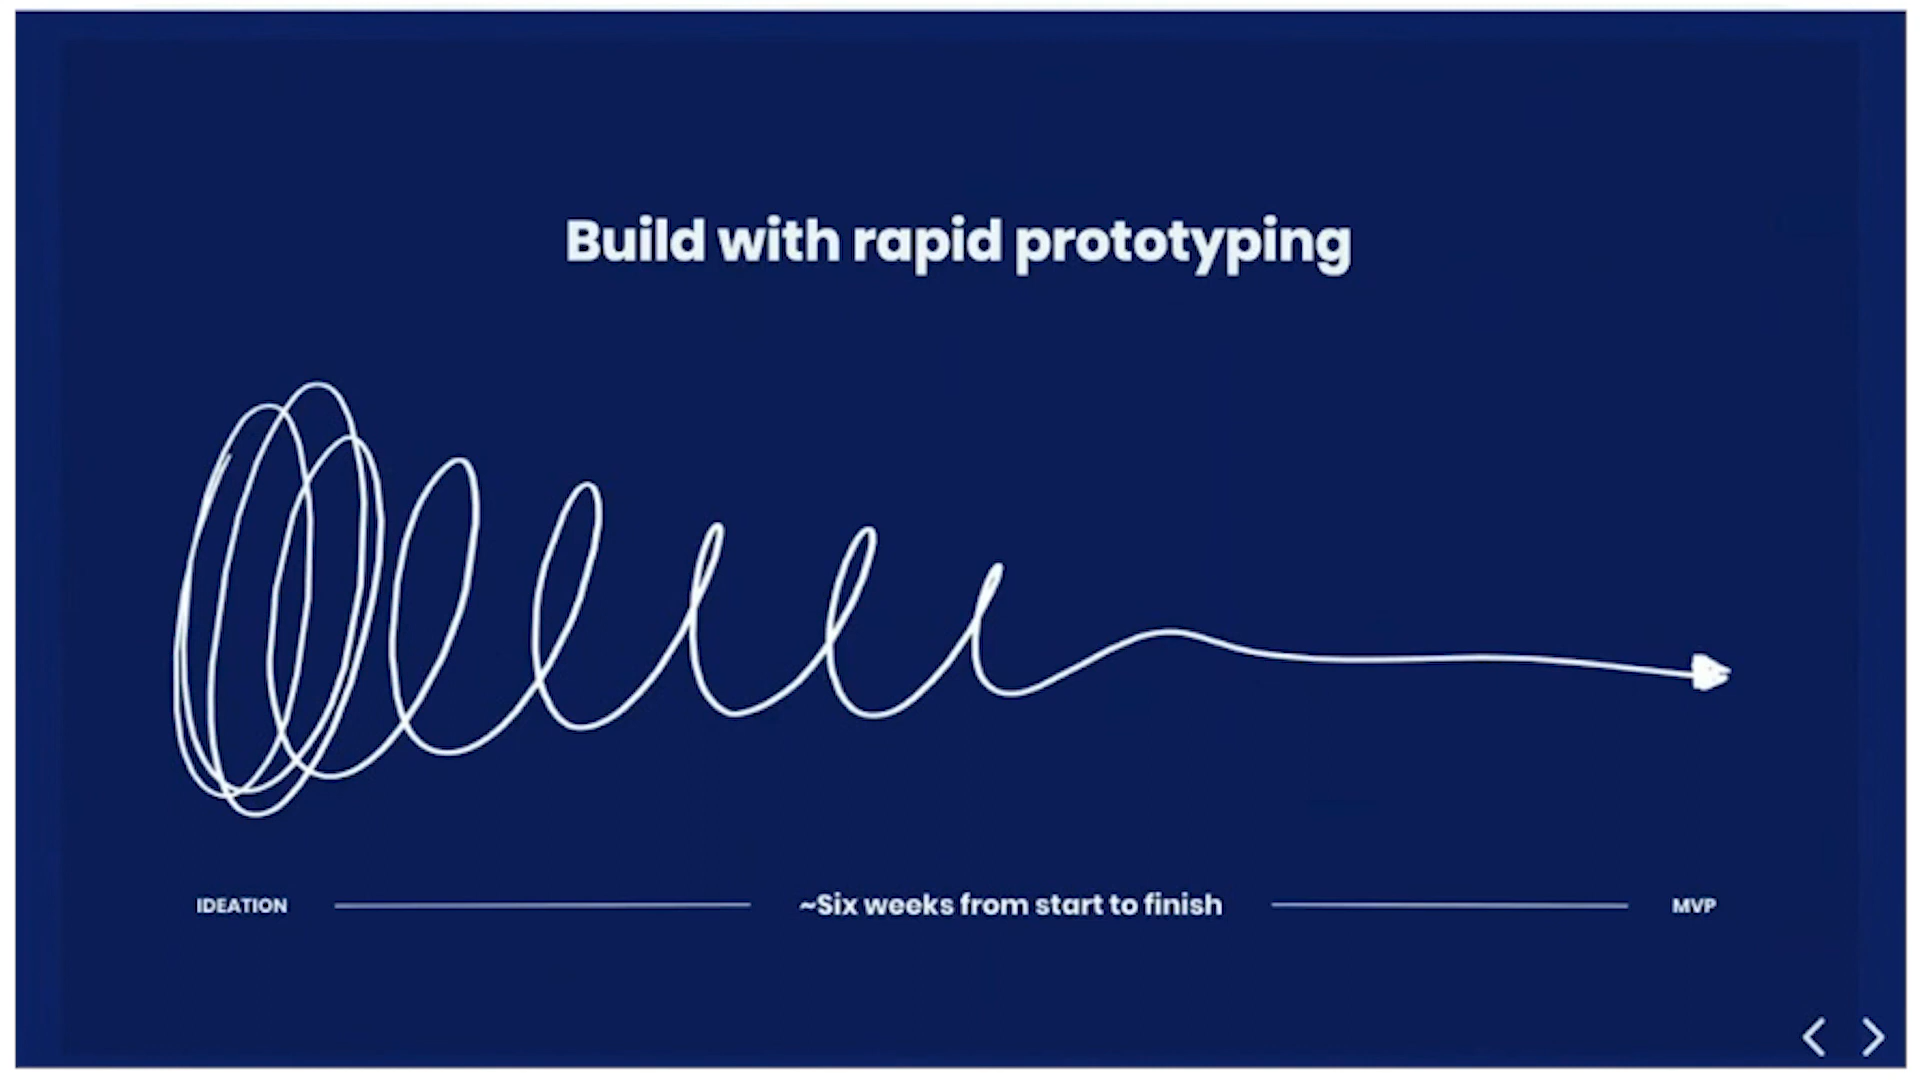 Build with rapid prototyping
IDEATION
~Six weeks from start to finish
MVP